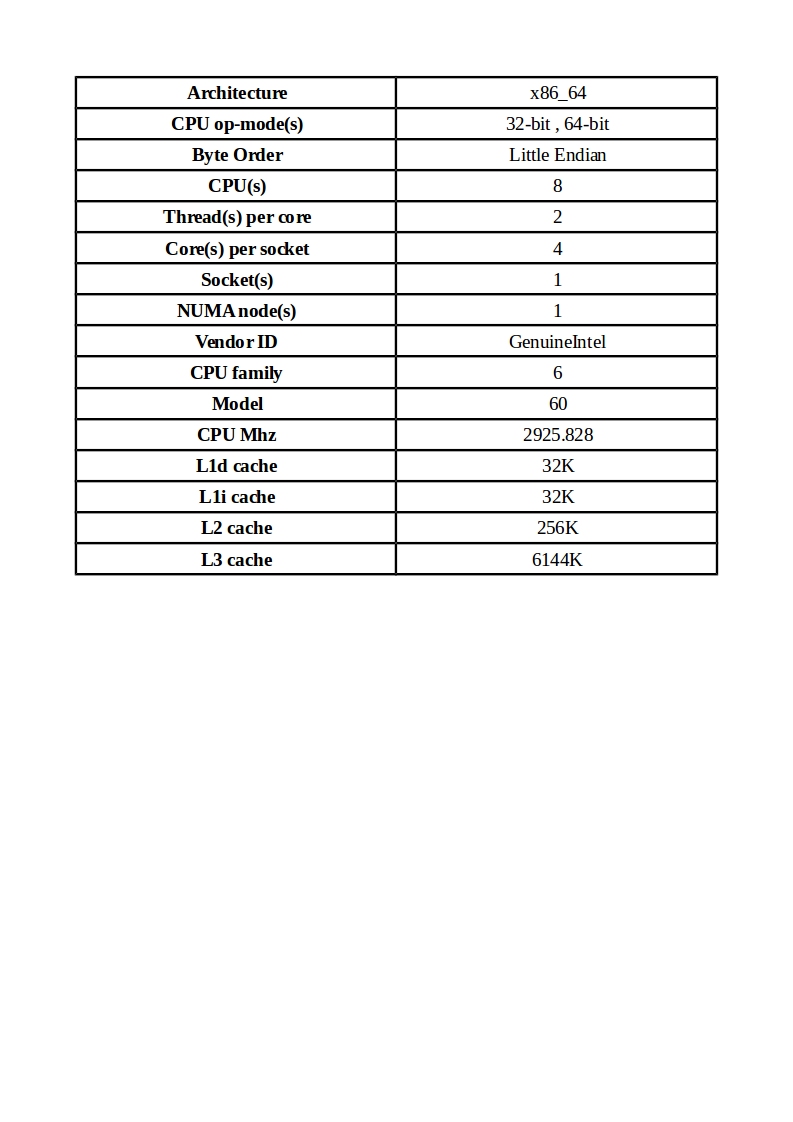 Architecture x86_64
CPU op-mode(s) 32-bit , 64-bit
Byte Order Little Endian
CPU(s) 8
Thread(s) per core 2
Core(s) per socket 4
Socket(s) 1
NUMA node(s) 1
Vendor ID GenuineIntel
CPU family 6
Model 60
CPU Mhz 2925.828
L1d cache 32K
L1i cache 32K
L2 cache 256K
L3 cache 6144K